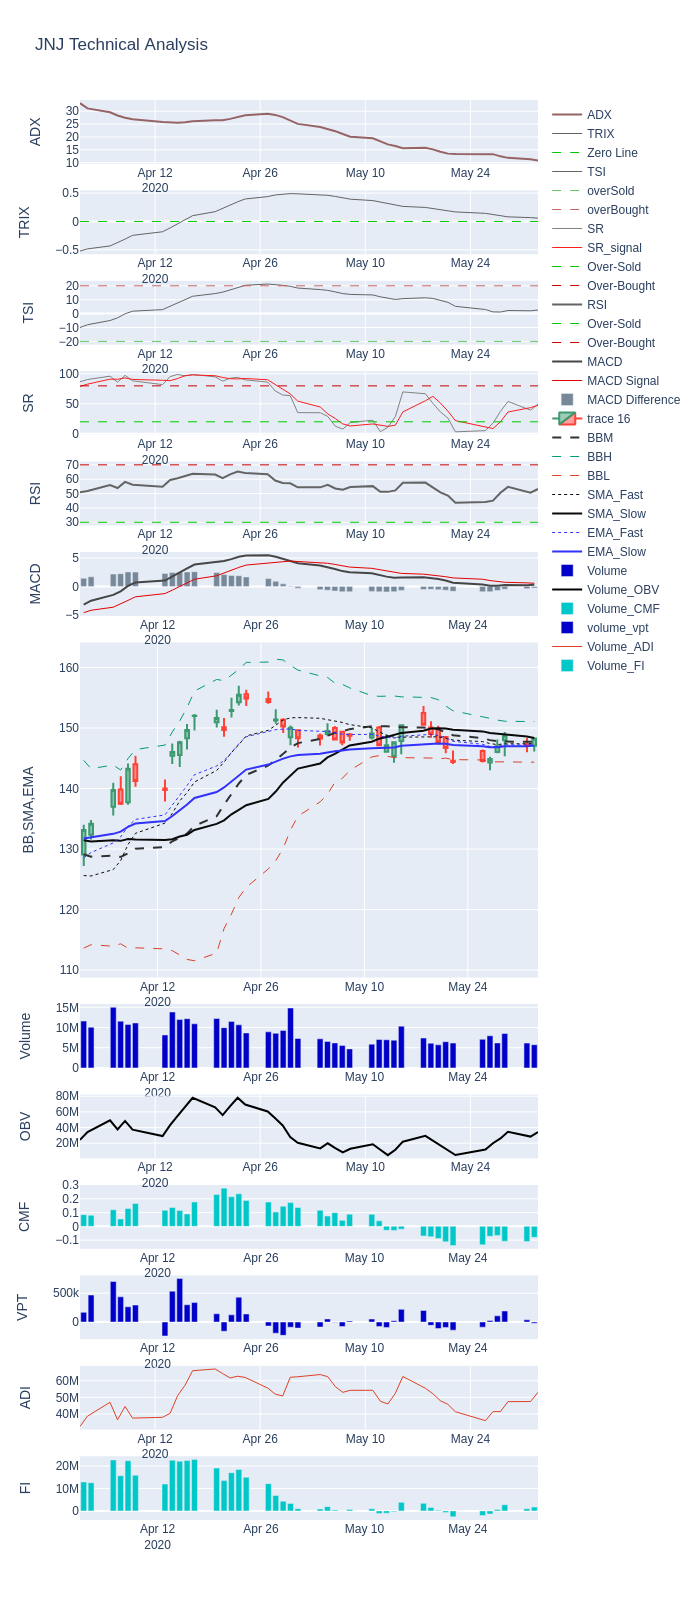 JNJ Technical Analysis
ADX
30
25
20
15
10
Apr 12
2020
Apr 26
May 10
May 24
TRIX
0.5
0
−0.5
Apr 12
2020
Apr 26
May 10
May 24
TSI
20
10
0
−10
−20
Apr 12
2020
Apr 26
May 10
May 24
SR
100
50
0
Apr 12
2020
Apr 26
May 10
May 24
RSI
70
60
50
40
30
Apr 12
2020
Apr 26
May 10
May 24
MACD
5
0
−5
Apr 12
2020
Apr 26
May 10
May 24
BB,SMA,EMA
160
150
140
130
120
110
Apr 12
2020
Apr 26
May 10
May 24
Volume
15M
10M
5M
0
Apr 12
2020
Apr 26
May 10
May 24
OBV
80M
60M
40M
20M
Apr 12
2020
Apr 26
May 10
May 24
CMF
0.3
0.2
0.1
0
−0.1
Apr 12
2020
Apr 26
May 10
May 24
VPT
500k
0
Apr 12
2020
Apr 26
May 10
May 24
ADI
60M
50M
40M
Apr 12
2020
Apr 26
May 10
May 24
FI
20M
10M
0
Apr 12
2020
Apr 26
May 10
May 24
ADX
TRIX
Zero Line
TSI
overSold
overBought
SR
SR_signal
Over-Sold
Over-Bought
RSI
Over-Sold
Over-Bought
MACD
MACD Signal
MACD Difference
trace 16
BBM
BBH
BBL
SMA_Fast
SMA_Slow
EMA_Fast
EMA_Slow
Volume
Volume_OBV
Volume_CMF
volume_vpt
Volume_ADI
Volume_FI